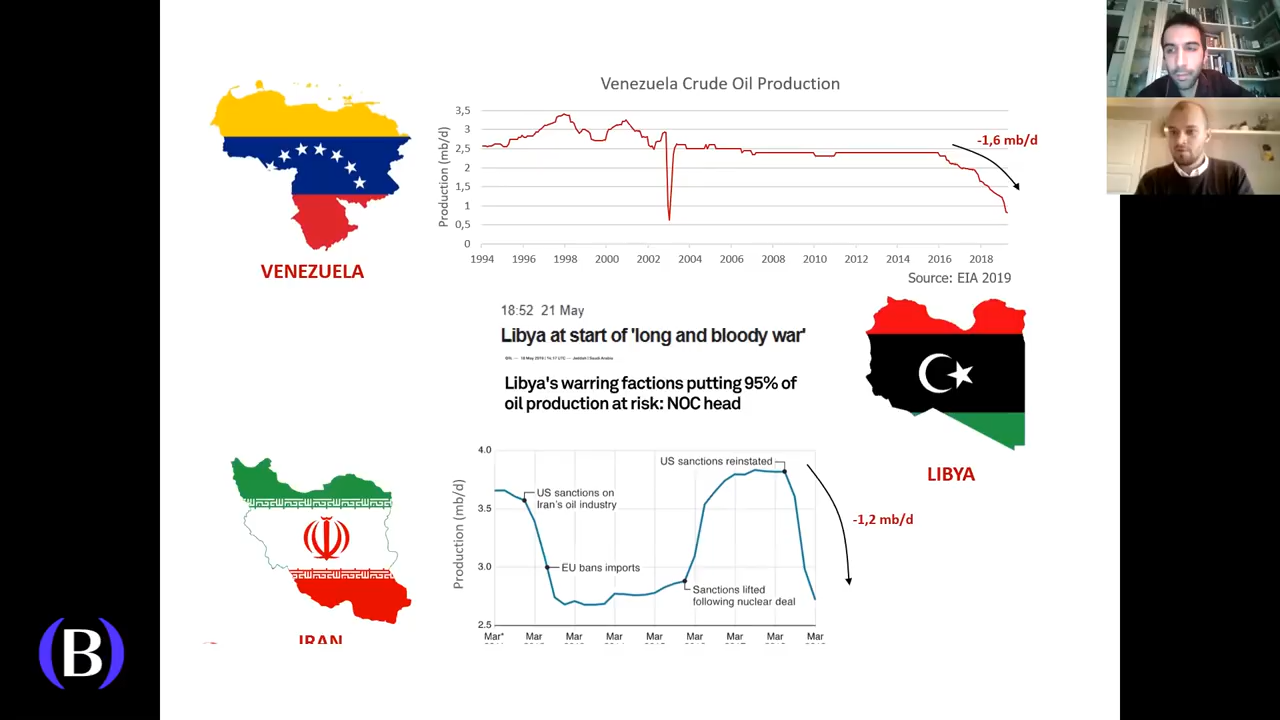 Venezuela Crude Oil Production
Production (mb/d)
3,5
3
2,5
2
1,5
1
0,5
0
1994 1996 1998 2000 2002 2004 2006 2008 2010 2012 2014 2016 2018
-1,6 mb/d
Source: EIA 2019
VENEZUELA
18:52 21 May
Libya at start of 'long and bloody war'
Libya's warring factions putting 95% of
oil production at risk: NOC head
LIBYA
Production (mb/d)
4.0
3.5
3.0
2.5
US sanctions on
Iran's oil industry
EU bans imports
US sanctions reinstated
Sanctions lifted
following nuclear deal
-1,2 mb/d
Mar* Mar Mar Mar Mar Mar Mar Mar Mar
IRAN
(B)